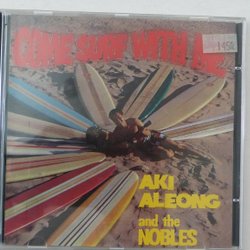 COME SURF WITH ME
AKI
ALEONG
and the
NOBLES